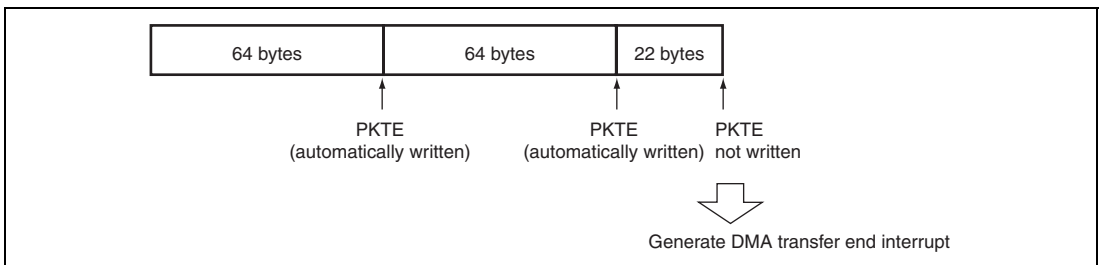 64 bytes 64 bytes 22 bytes
PKTE PKTE PKTE
(automatically written) (automatically written) not written
Generate DMA transfer end interrupt